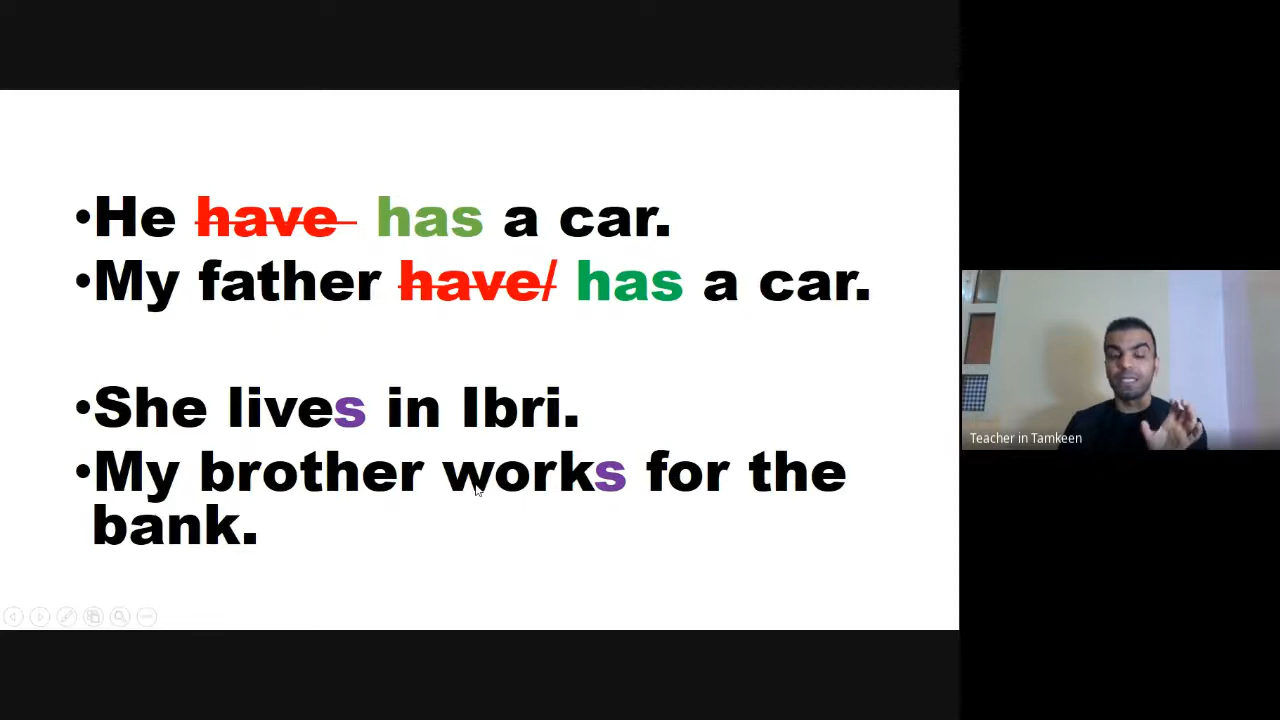 •He have has a car.
•My father have/ has a car.
•She lives in Ibri.
•My brother works for the
bank.
Teacher in Tamkeen